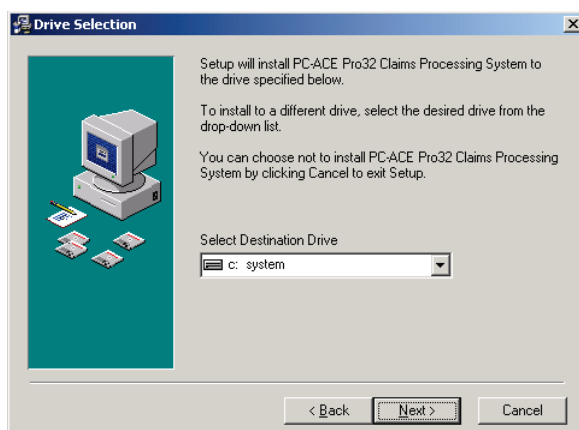 Drive Selection
Setup will install PC-ACE Pro32 Claims Processing System to
the drive specified below.
To install to a different drive, select the desired drive from the
drop-down list.
You can choose not to install PC-ACE Pro32 Claims Processing
System by clicking Cancel to exit Setup.
Select Destination Drive
c: system
< Back
Next >
Cancel